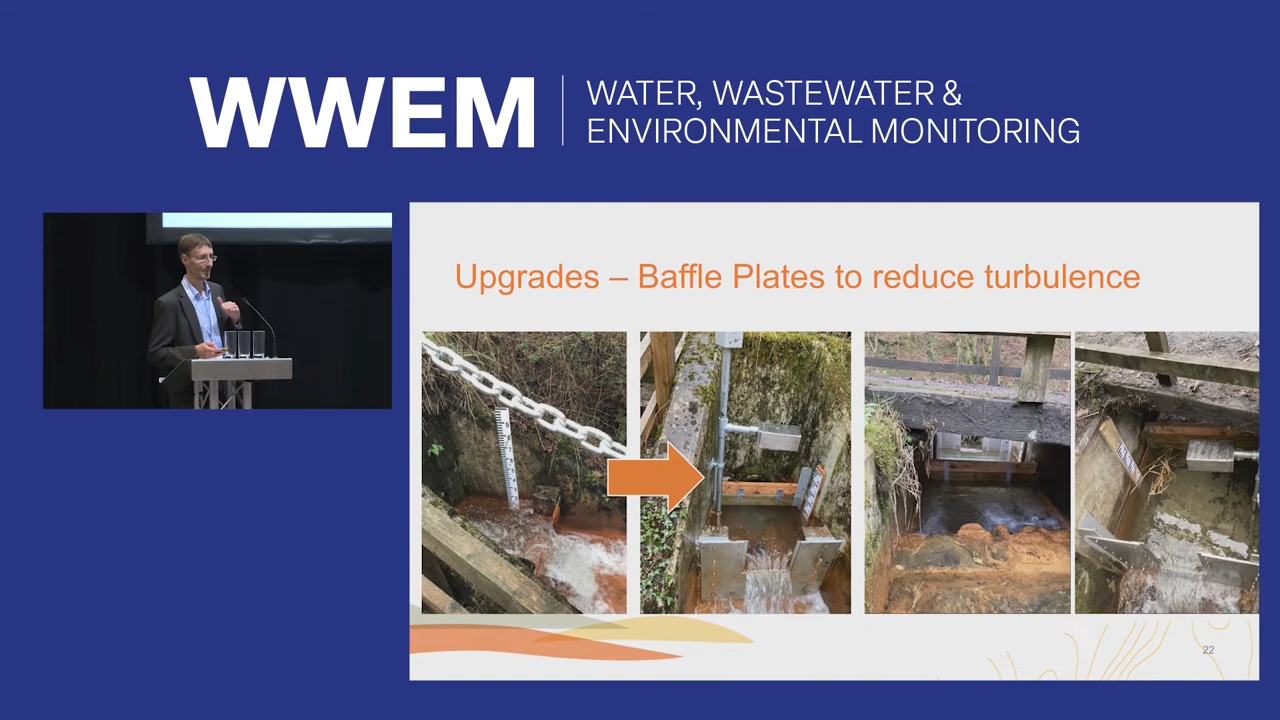 WWEM
WATER, WASTEWATER &
ENVIRONMENTAL MONITORING
Upgrades – Baffle Plates to reduce turbulence
22